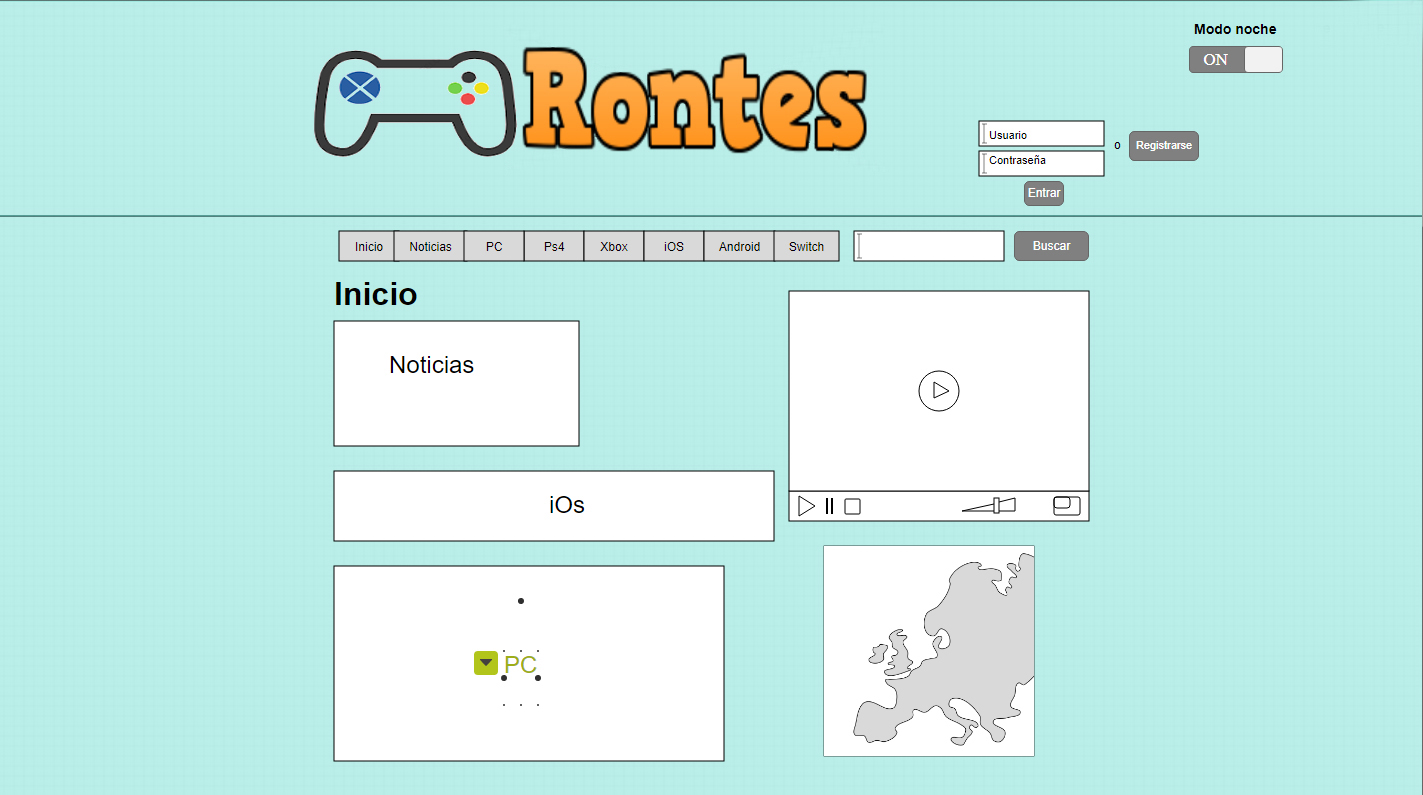 Modo noche
ON
Rontes
Usuario
Contraseña
o
Registrarse
Entrar
Inicio
Noticias
PC
Ps4
Xbox
iOS
Android
Switch
Buscar
Inicio
Noticias
iOs
PC